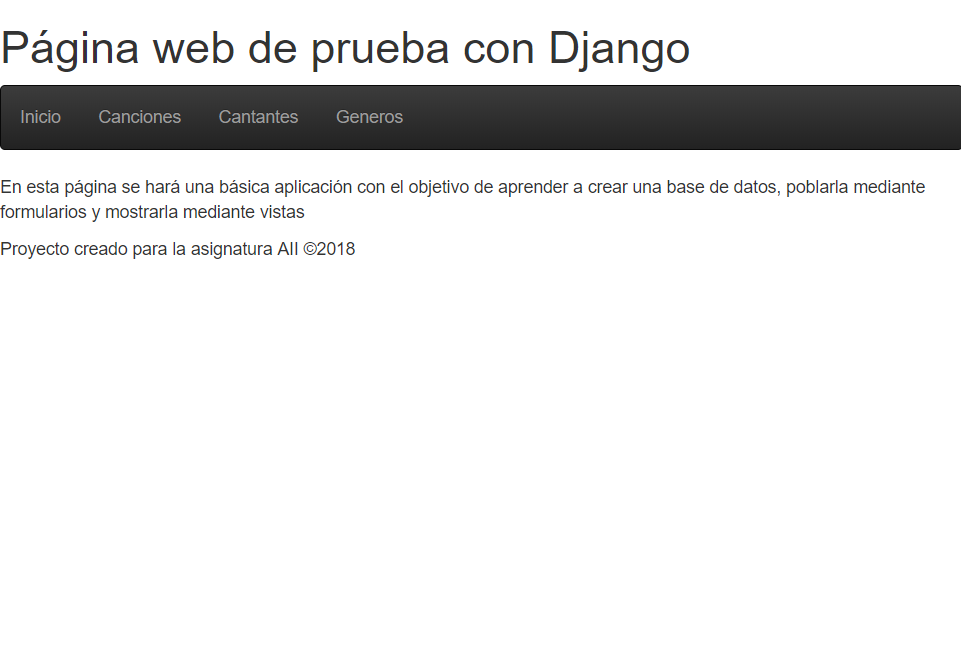 Página web de prueba con Django
Inicio Canciones Cantantes Generos
En esta página se hará una básica aplicación con el objetivo de aprender a crear una base de datos, poblarla mediante
formularios y mostrarla mediante vistas
Proyecto creado para la asignatura AII ©2018